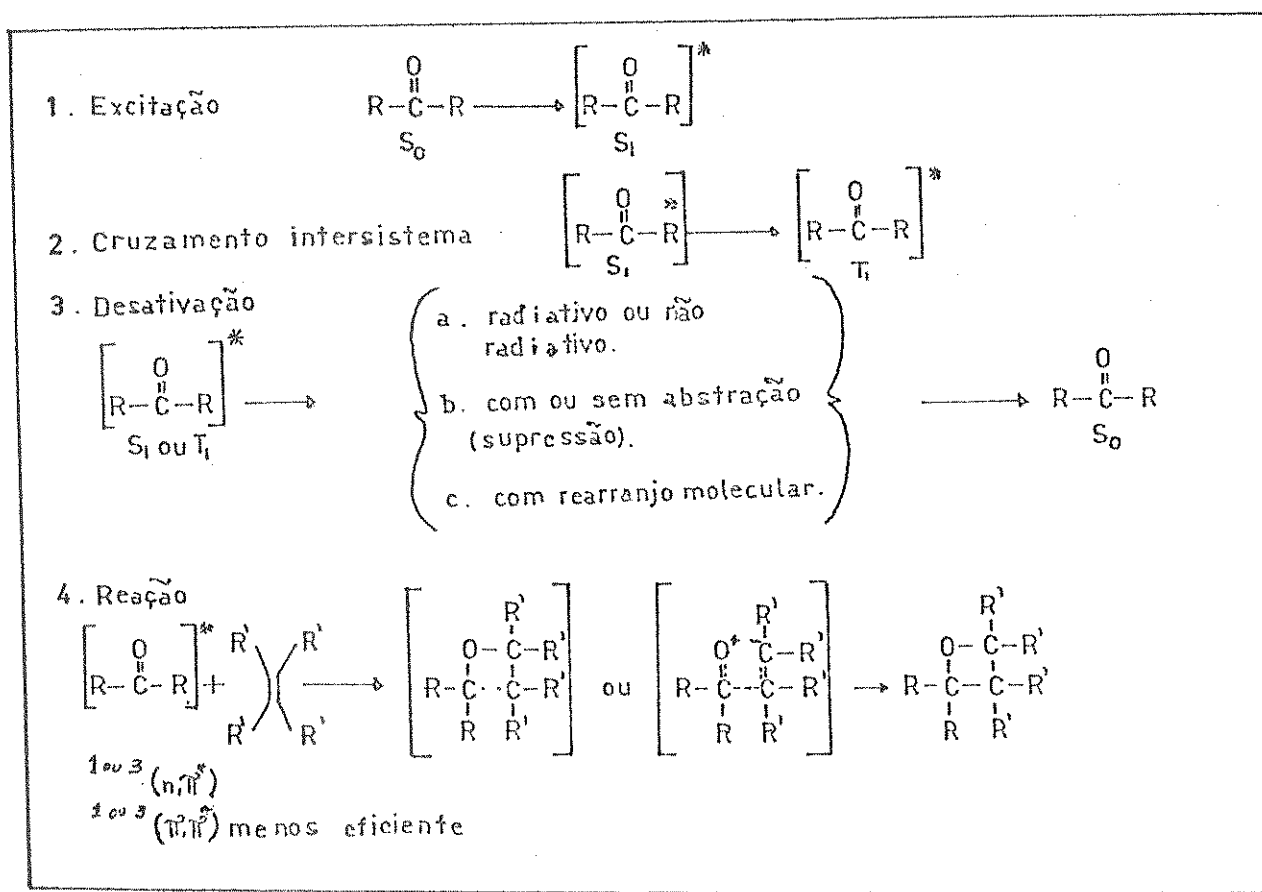 1. Excitação
O
R-C-R
S₀
[R-C-R]*
O
S₁
2. Cruzamento intersistema
O
[R-C-R]*
S₁
O
[R-C-R]*
T₁
3. Desativação
O
[R-C-R]*
S₁ ou T₁
a. radiativo ou não
radiativo.
b. com ou sem abstração
(supressão).
c. com rearranjo molecular.
O
R-C-R
S₀
4. Reação
O
[R-C-R]*
+
R' R'
R' R'
R'
O-C-R'
R-C··C-R'
R R'
ou
R'
O* C-R'
R-C--C-R'
R R'
R'
O-C-R'
R-C-C-R'
R R'
1 ou 3 (n,π*)
1 ou 3 (π,π*) menos eficiente